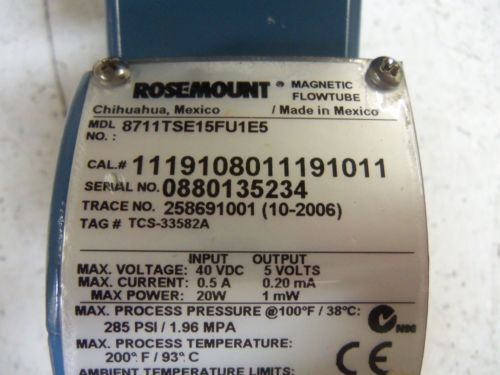 ROSEMOUNT ® MAGNETIC FLOWTUBE
Chihuahua, Mexico / Made in Mexico
MDL NO.: 8711TSE15FU1E5
CAL.# 1119108011191011
SERIAL NO. 0880135234
TRACE NO. 258691001 (10-2006)
TAG # TCS-33582A
INPUT OUTPUT
MAX. VOLTAGE: 40 VDC 5 VOLTS
MAX. CURRENT: 0.5 A 0.20 mA
MAX POWER: 20W 1 mW
MAX. PROCESS PRESSURE @100°F / 38°C:
285 PSI / 1.96 MPA
MAX. PROCESS TEMPERATURE:
200°F / 93°C
AMBIENT TEMPERATURE LIMITS:
N96
CE